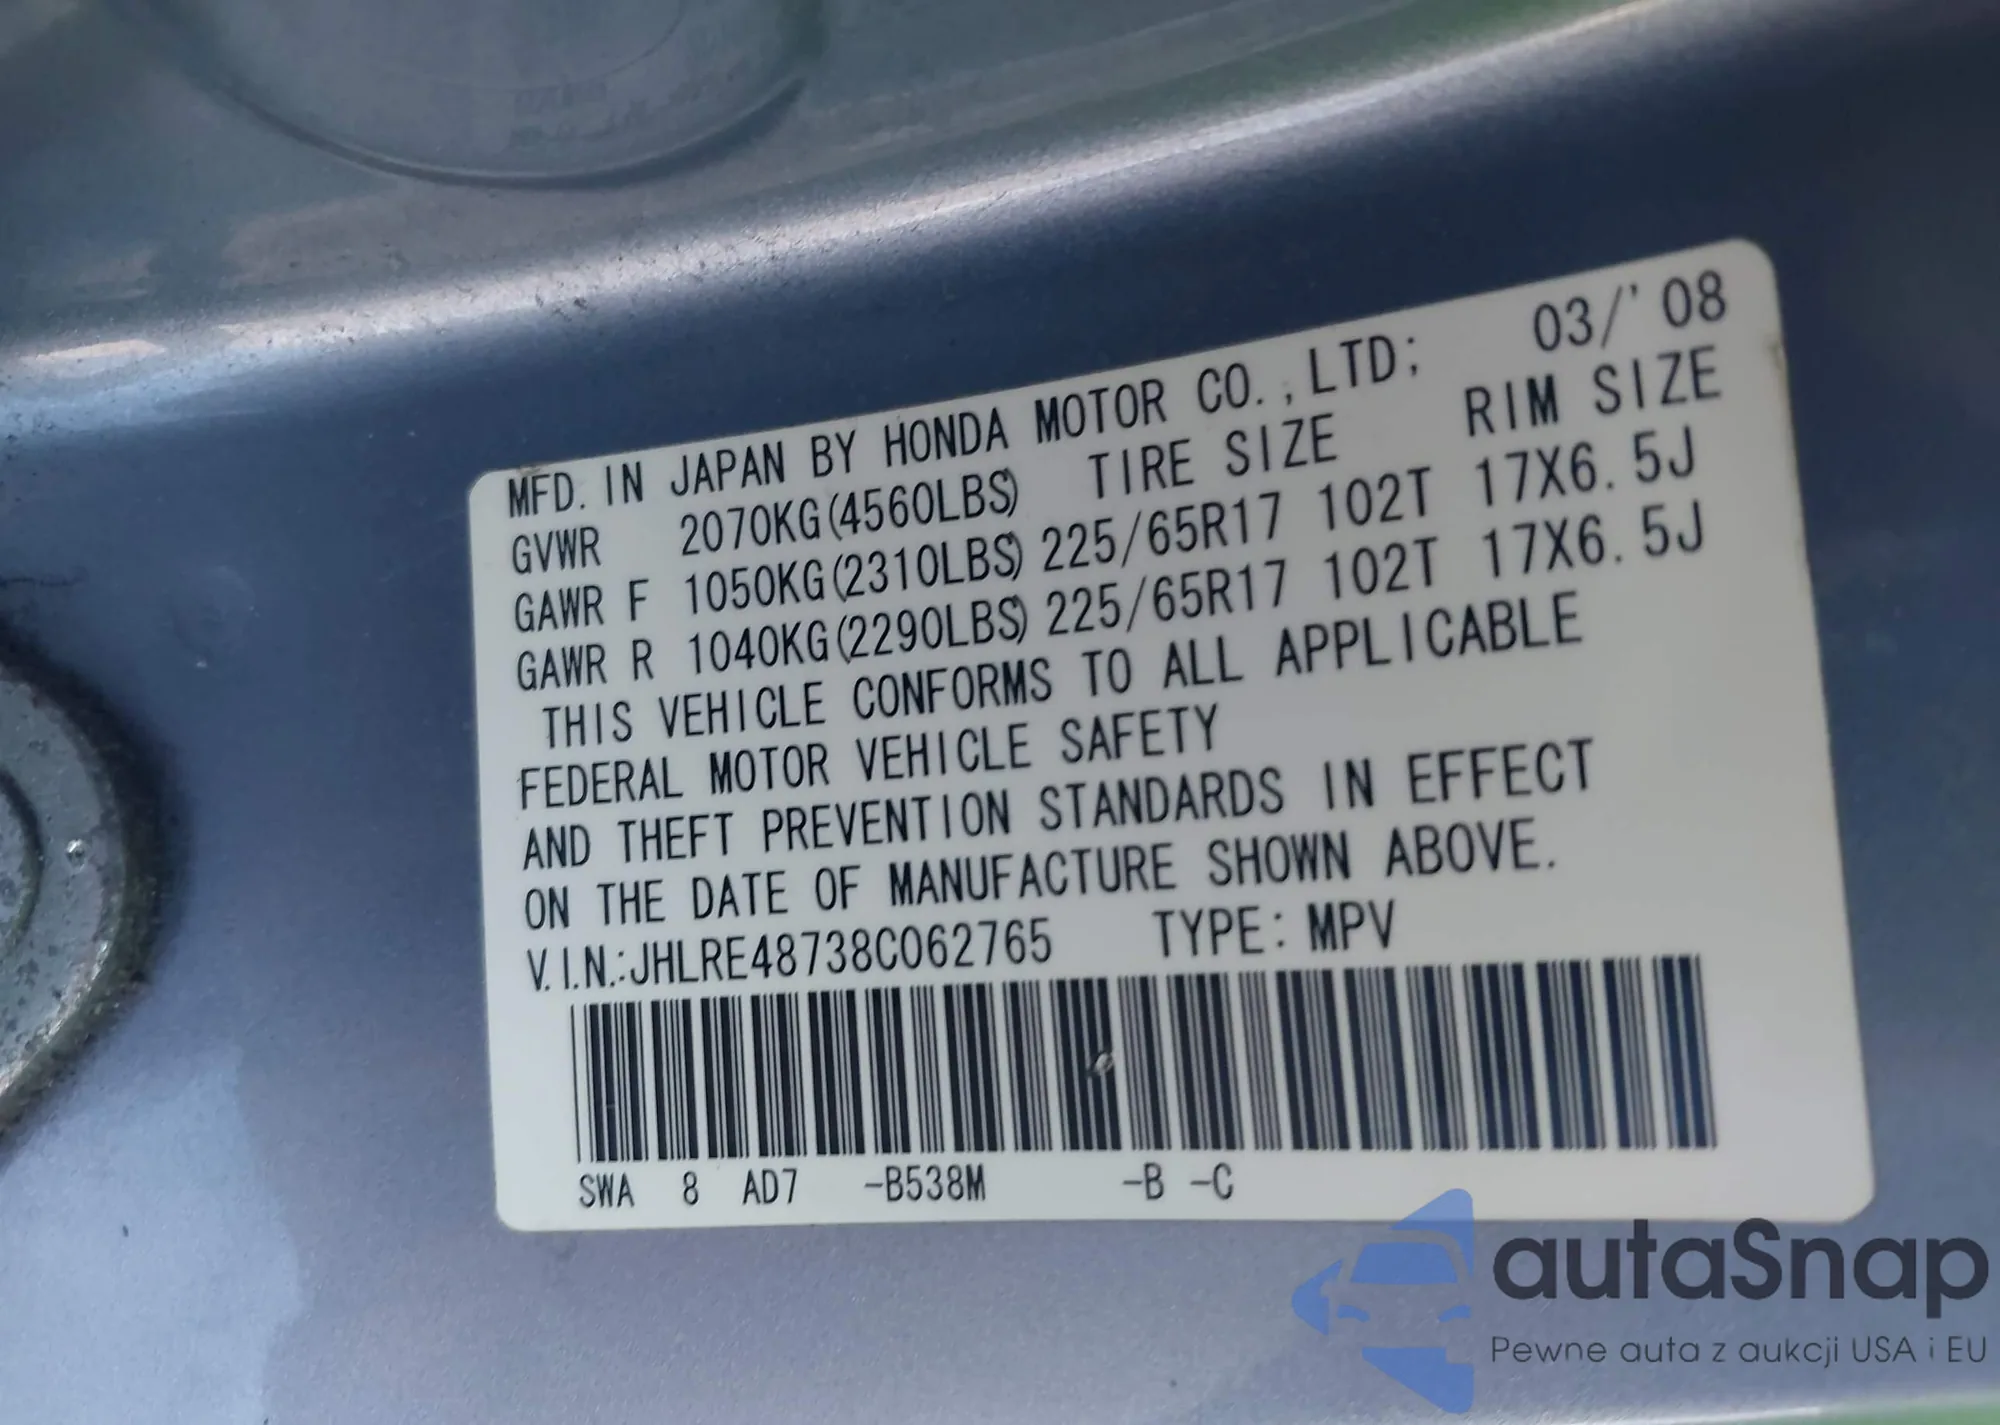 MFD. IN JAPAN BY HONDA MOTOR CO.,LTD; 03/'08
GVWR 2070KG(4560LBS) TIRE SIZE RIM SIZE
GAWR F 1050KG(2310LBS) 225/65R17 102T 17X6.5J
GAWR R 1040KG(2290LBS) 225/65R17 102T 17X6.5J
THIS VEHICLE CONFORMS TO ALL APPLICABLE
FEDERAL MOTOR VEHICLE SAFETY
AND THEFT PREVENTION STANDARDS IN EFFECT
ON THE DATE OF MANUFACTURE SHOWN ABOVE.
V.I.N.:JHLRE48738C062765 TYPE: MPV
SWA 8 AD7 -B538M -B -C
autaSnap
Pewne auta z aukcji USA i EU